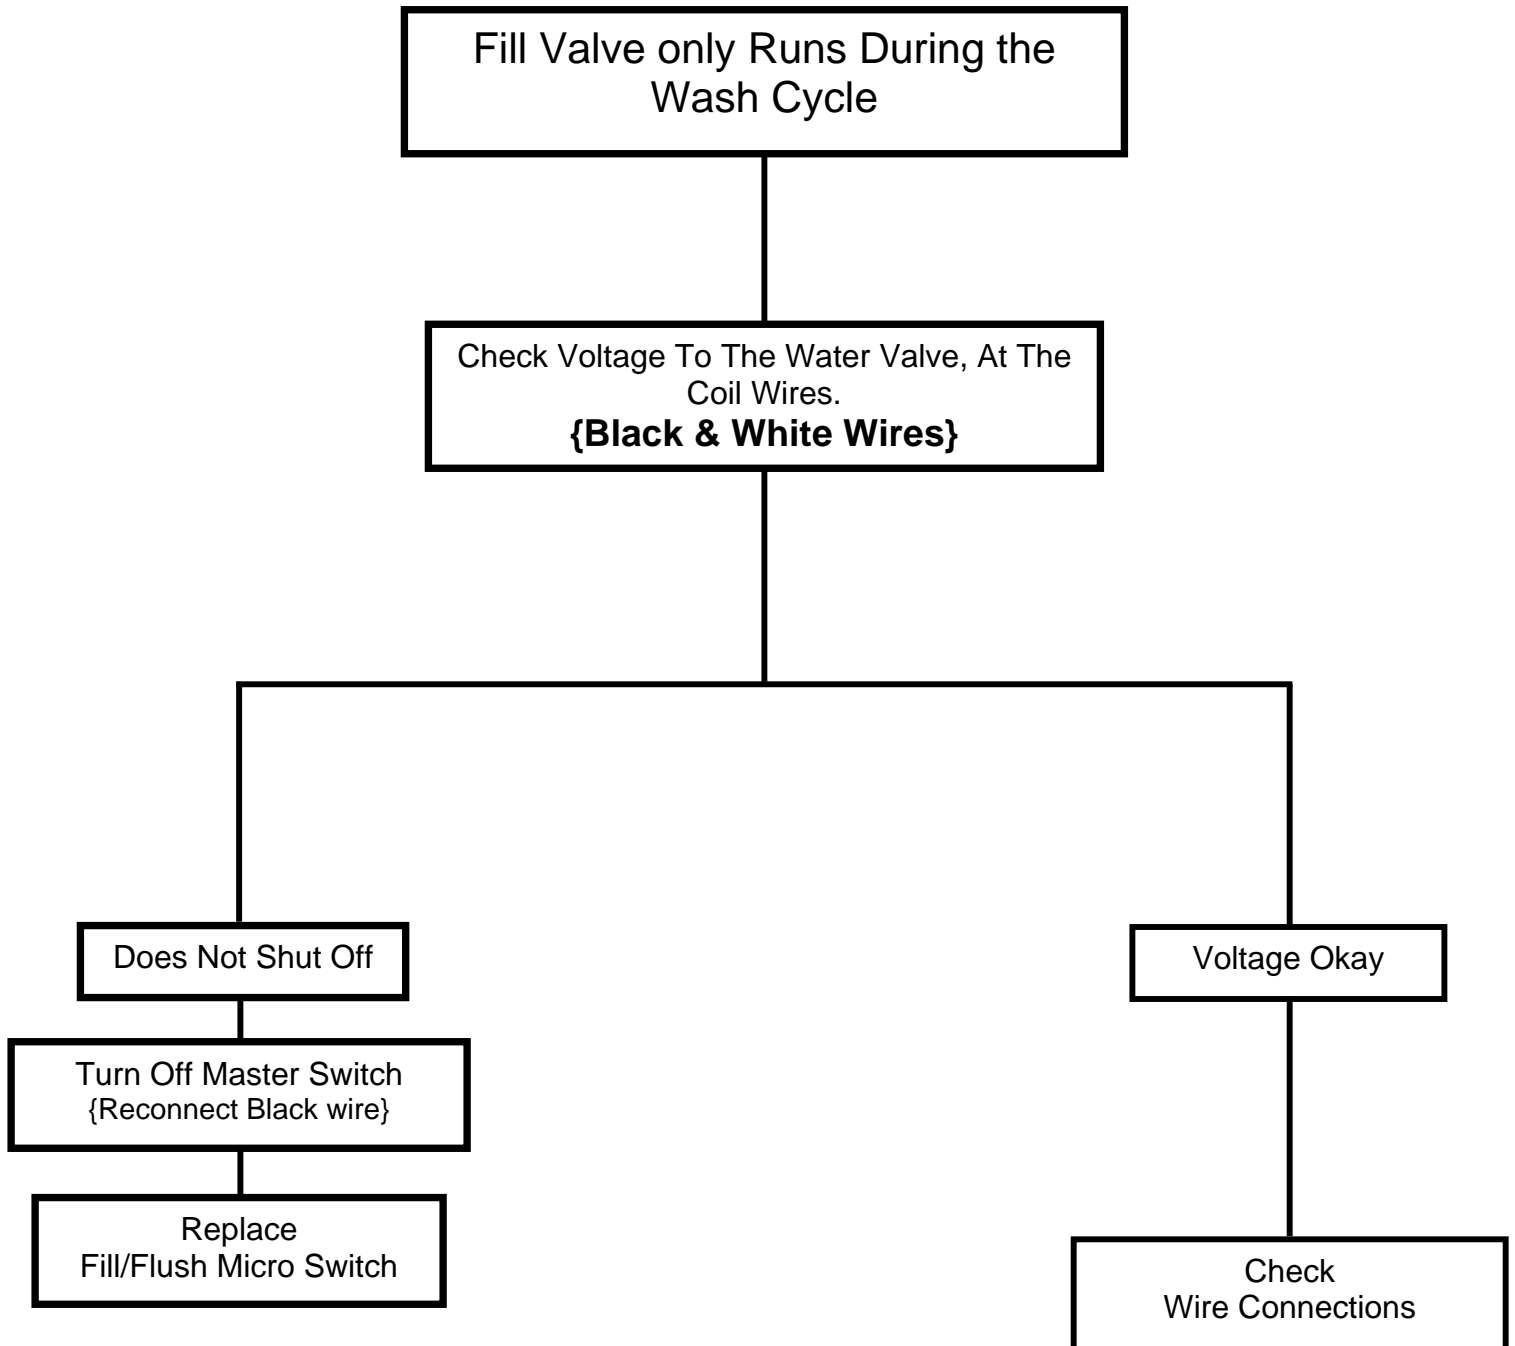 Fill Valve only Runs During the
Wash Cycle
Check Voltage To The Water Valve, At The
Coil Wires.
{Black & White Wires}
Does Not Shut Off
Turn Off Master Switch
{Reconnect Black wire}
Replace
Fill/Flush Micro Switch
Voltage Okay
Check
Wire Connections